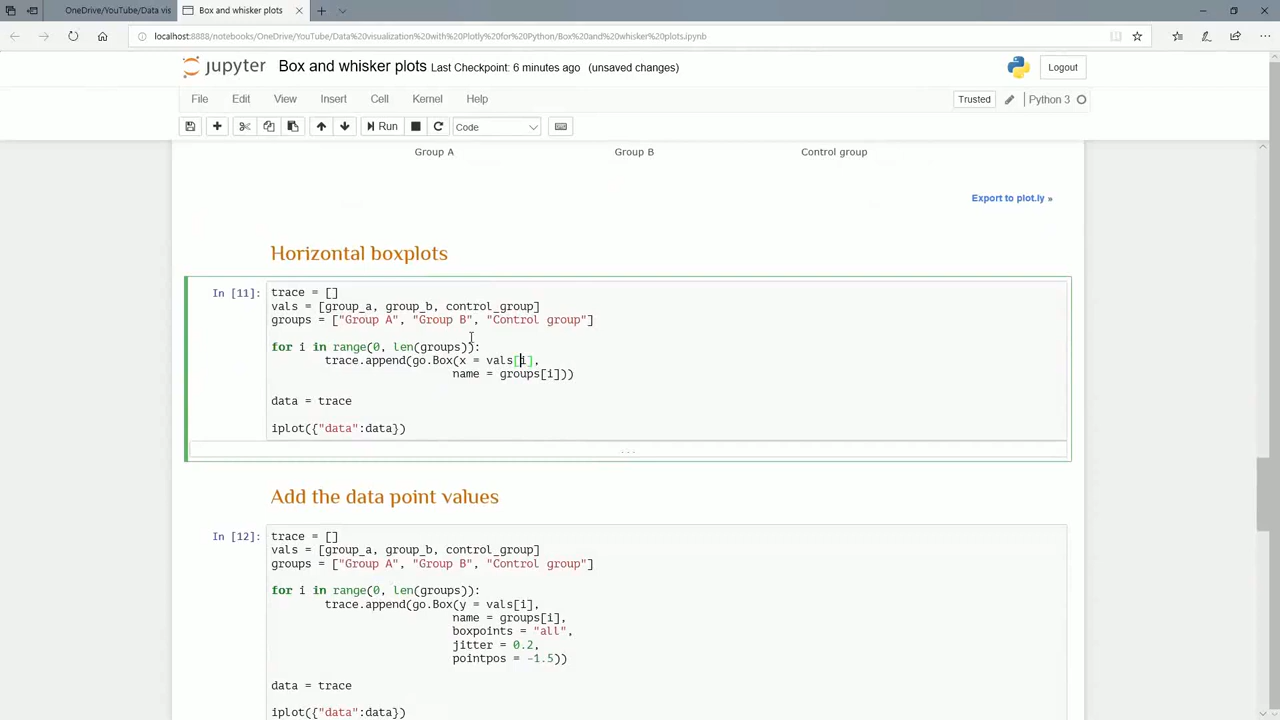 OneDrive/YouTube/Data vis
Box and whisker plots
localhost:8888/notebooks/OneDrive/YouTube/Data%20visualization%20with%20Plotly%20for%20Python/Box%20and%20whisker%20plots.ipynb
jupyter Box and whisker plots Last Checkpoint: 6 minutes ago (unsaved changes) Logout
File Edit View Insert Cell Kernel Help Trusted Python 3
Run Code
Group A Group B Control group
Export to plot.ly »
Horizontal boxplots
In [11]: trace = []
vals = [group_a, group_b, control_group]
groups = ["Group A", "Group B", "Control group"]
for i in range(0, len(groups)):
trace.append(go.Box(x = vals[i],
name = groups[i]))
data = trace
iplot({"data":data})
...
Add the data point values
In [12]: trace = []
vals = [group_a, group_b, control_group]
groups = ["Group A", "Group B", "Control group"]
for i in range(0, len(groups)):
trace.append(go.Box(y = vals[i],
name = groups[i],
boxpoints = "all",
jitter = 0.2,
pointpos = -1.5))
data = trace
iplot({"data":data})